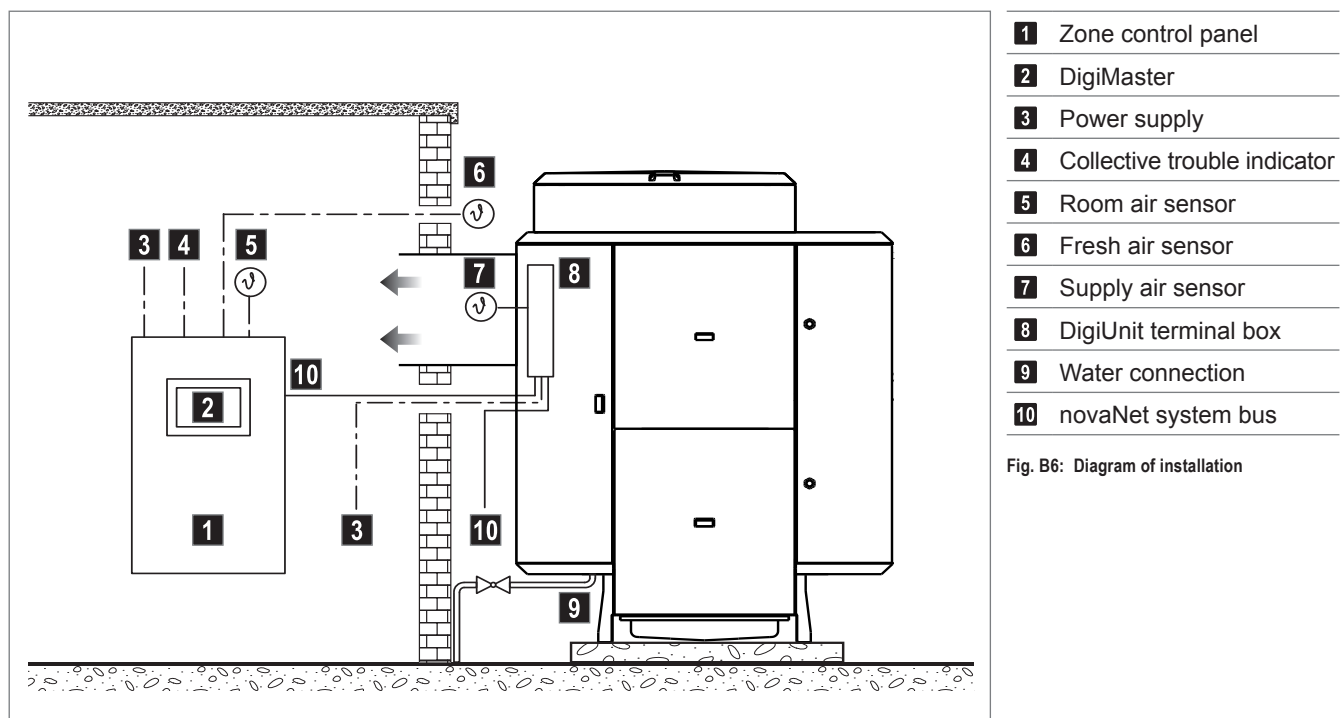 6
3 4 5
7 8
10
2
1
3 10
9
1 Zone control panel
2 DigiMaster
3 Power supply
4 Collective trouble indicator
5 Room air sensor
6 Fresh air sensor
7 Supply air sensor
8 DigiUnit terminal box
9 Water connection
10 novaNet system bus
Fig. B6: Diagram of installation
ϑ
ϑ
ϑ